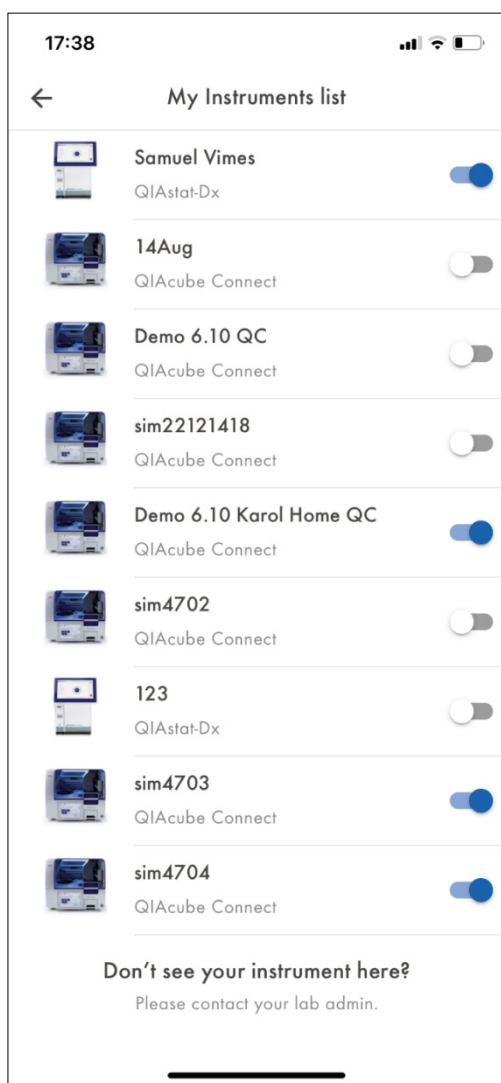 17:38
My Instruments list
Samuel Vimes
QIAstat-Dx
14Aug
QIAcube Connect
Demo 6.10 QC
QIAcube Connect
sim22121418
QIAcube Connect
Demo 6.10 Karol Home QC
QIAcube Connect
sim4702
QIAcube Connect
123
QIAstat-Dx
sim4703
QIAcube Connect
sim4704
QIAcube Connect
Don't see your instrument here?
Please contact your lab admin.